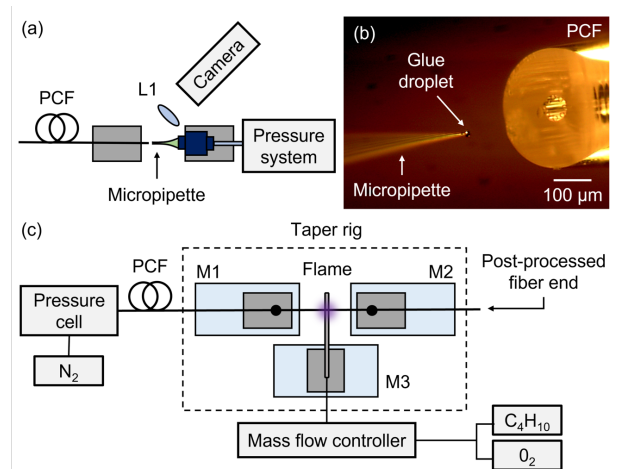 (a)
Camera
L1
PCF
Pressure
system
Micropipette
(b)
PCF
Glue
droplet
Micropipette
100 μm
(c)
Taper rig
PCF
M1
Flame
M2
Post-processed
fiber end
Pressure
cell
N2
M3
C4H10
Mass flow controller
02